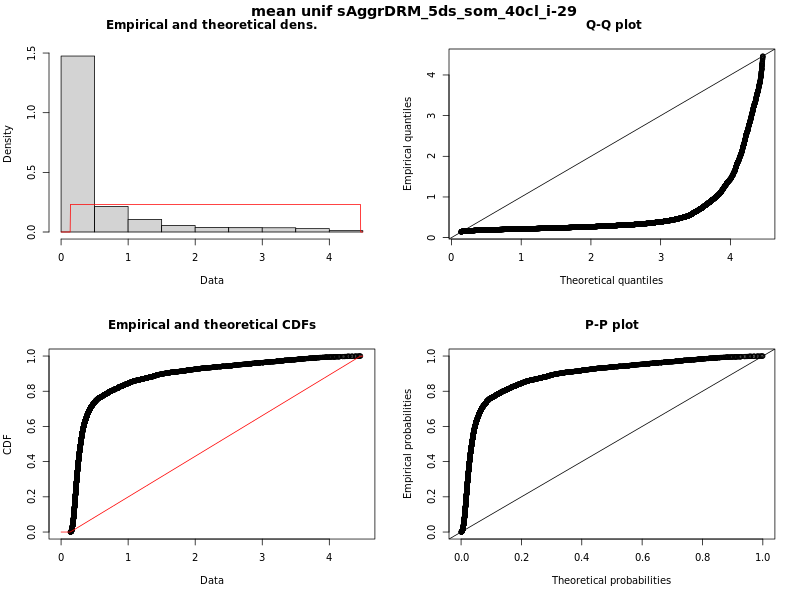 mean unif sAggrDRM_5ds_som_40cl_i-29
Empirical and theoretical dens.
Density
0.0 0.5 1.0 1.5
0 1 2 3 4
Data
Q-Q plot
Empirical quantiles
0 1 2 3 4
0 1 2 3 4
Theoretical quantiles
Empirical and theoretical CDFs
CDF
0.0 0.2 0.4 0.6 0.8 1.0
0 1 2 3 4
Data
P-P plot
Empirical probabilities
0.0 0.2 0.4 0.6 0.8 1.0
0.0 0.2 0.4 0.6 0.8 1.0
Theoretical probabilities